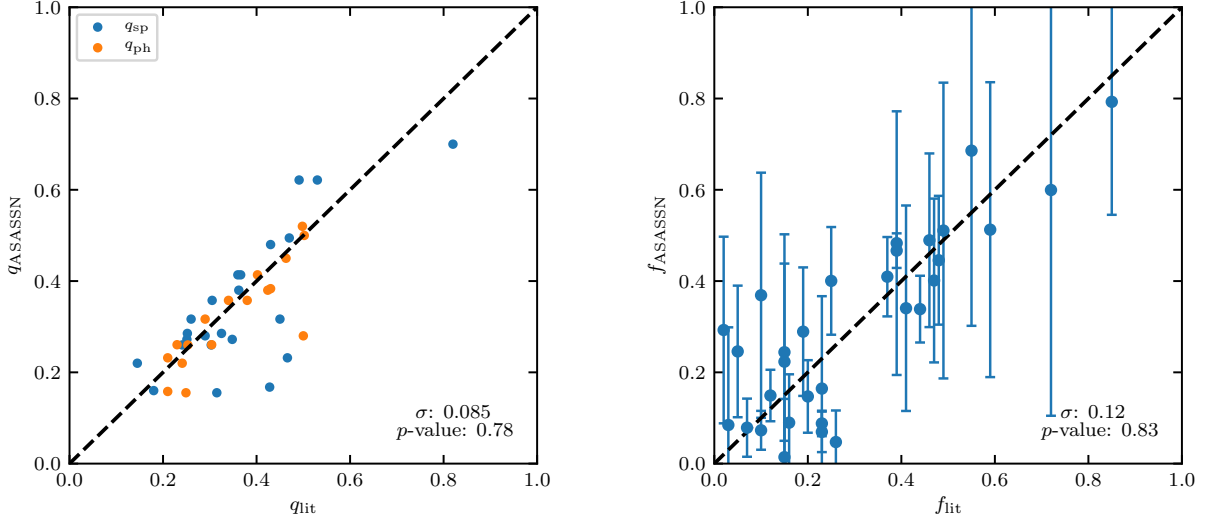 1.0
0.8
0.6
0.4
0.2
0.0
q_ASASSN
q_sp
q_ph
σ: 0.085
p-value: 0.78
0.0 0.2 0.4 0.6 0.8 1.0
q_lit
1.0
0.8
0.6
0.4
0.2
0.0
f_ASASSN
σ: 0.12
p-value: 0.83
0.0 0.2 0.4 0.6 0.8 1.0
f_lit